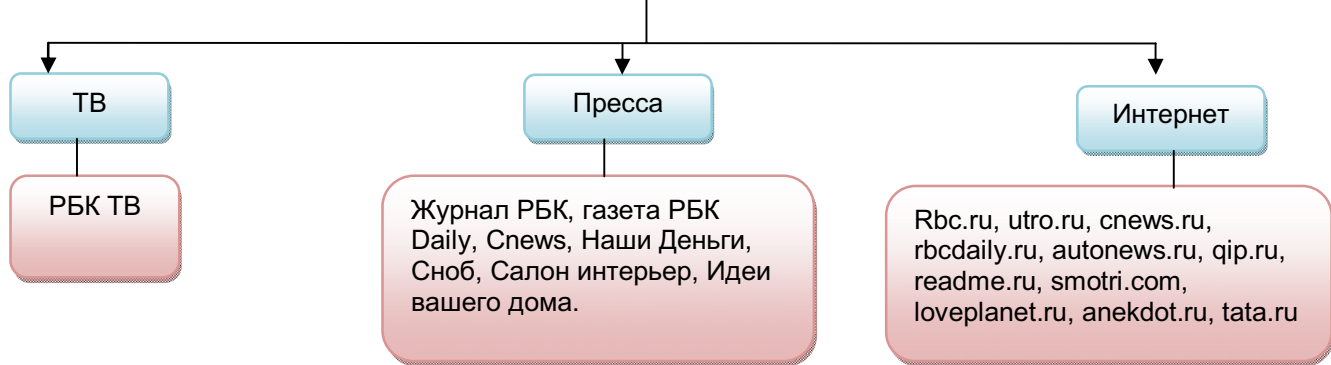 ТВ
Пресса
Интернет
РБК ТВ
Журнал РБК, газета РБК
Daily, Cnews, Наши Деньги,
Сноб, Салон интерьер, Идеи
вашего дома.
Rbc.ru, utro.ru, cnews.ru,
rbcdaily.ru, autonews.ru, qip.ru,
readme.ru, smotri.com,
loveplanet.ru, anekdot.ru, tata.ru